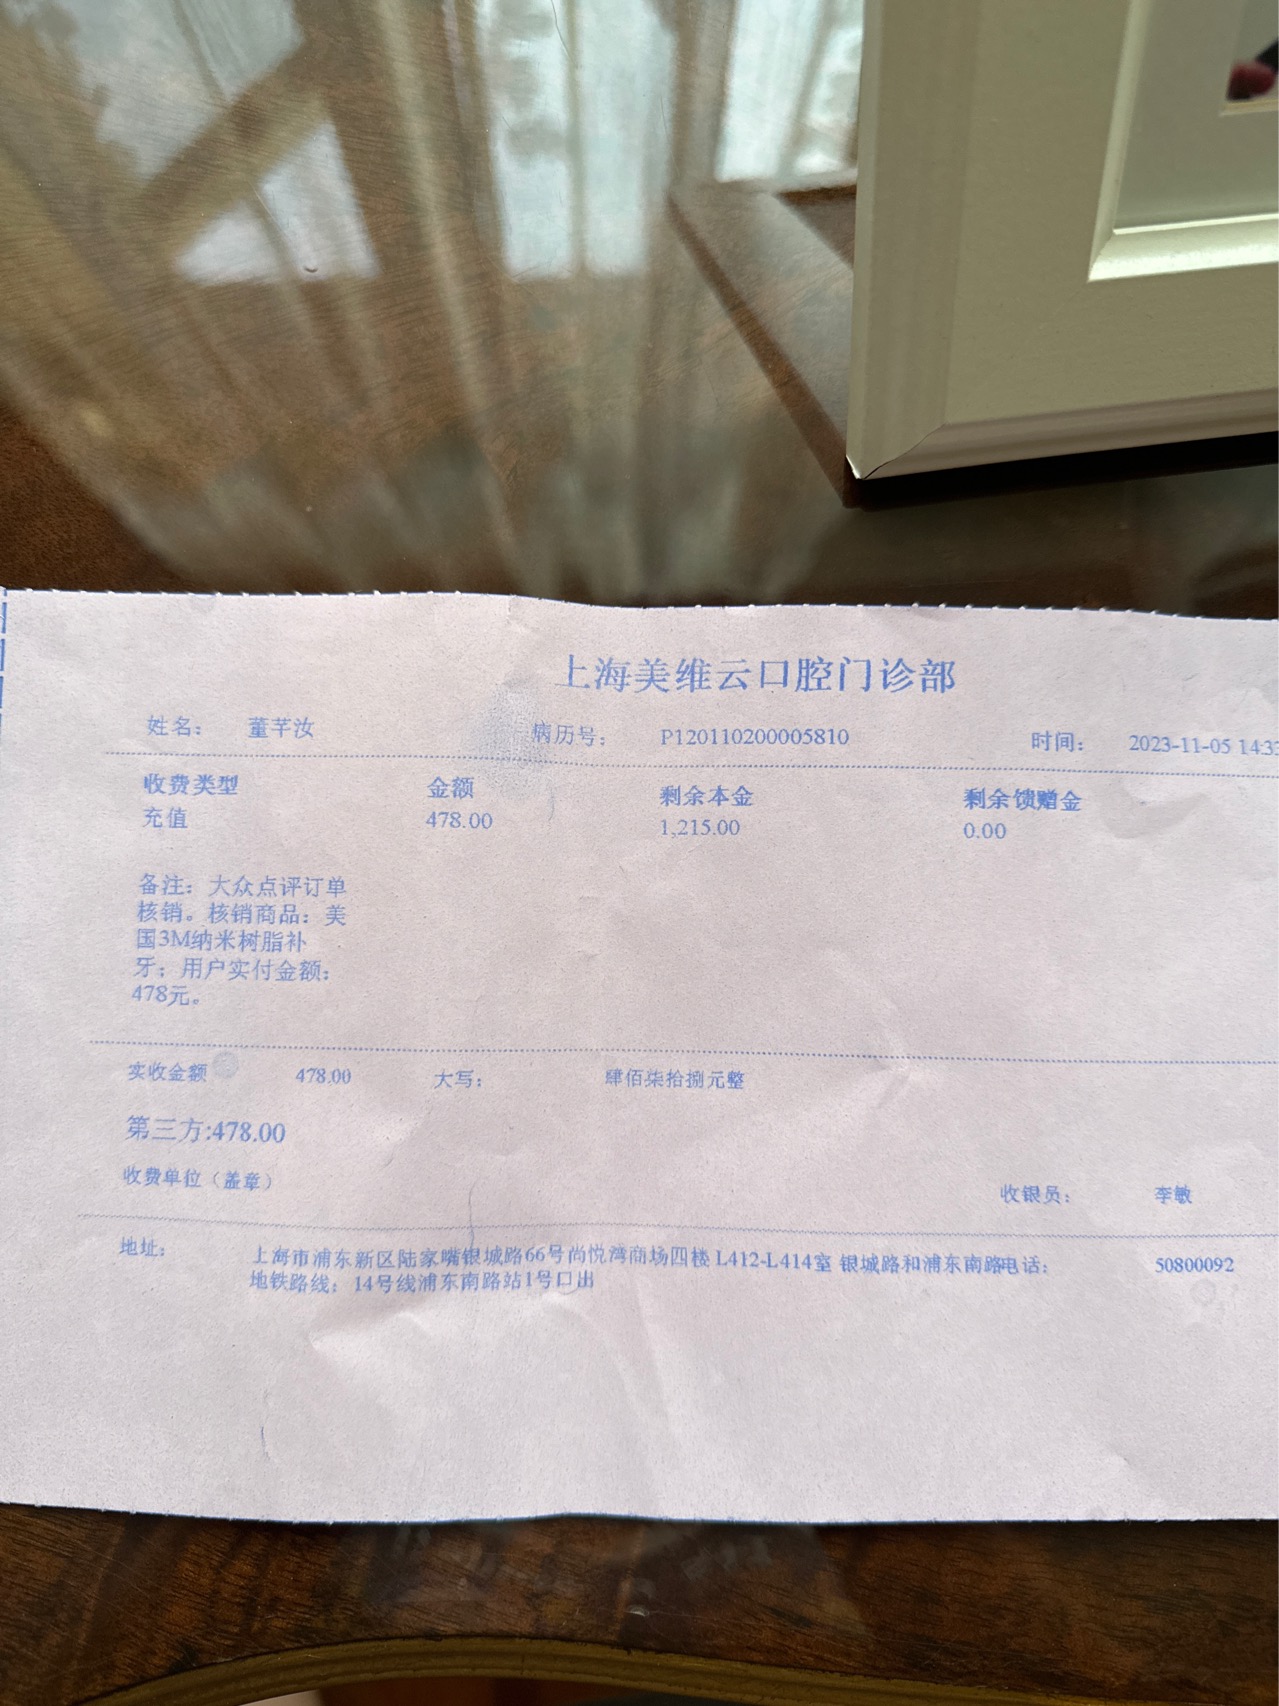 上海美维云口腔门诊部
姓名： 董芊汝 病历号： P120110200005810 时间： 2023-11-05 14:33
收费类型 金额 剩余本金 剩余馈赠金
充值 478.00 1,215.00 0.00
备注：大众点评订单
核销。核销商品：美
国3M纳米树脂补
牙；用户实付金额：
478元。
实收金额 478.00 大写： 肆佰柒拾捌元整
第三方:478.00
收费单位（盖章） 收银员： 李敏
地址： 上海市浦东新区陆家嘴银城路66号尚悦湾商场四楼 L412-L414室 银城路和浦东南路电话： 50800092
地铁路线：14号线浦东南路站1号口出